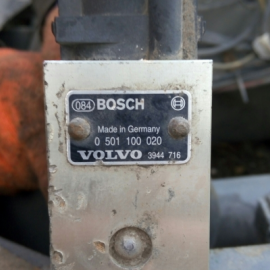 084 BOSCH
Made in Germany
0 501 100 020
VOLVO 3944 716